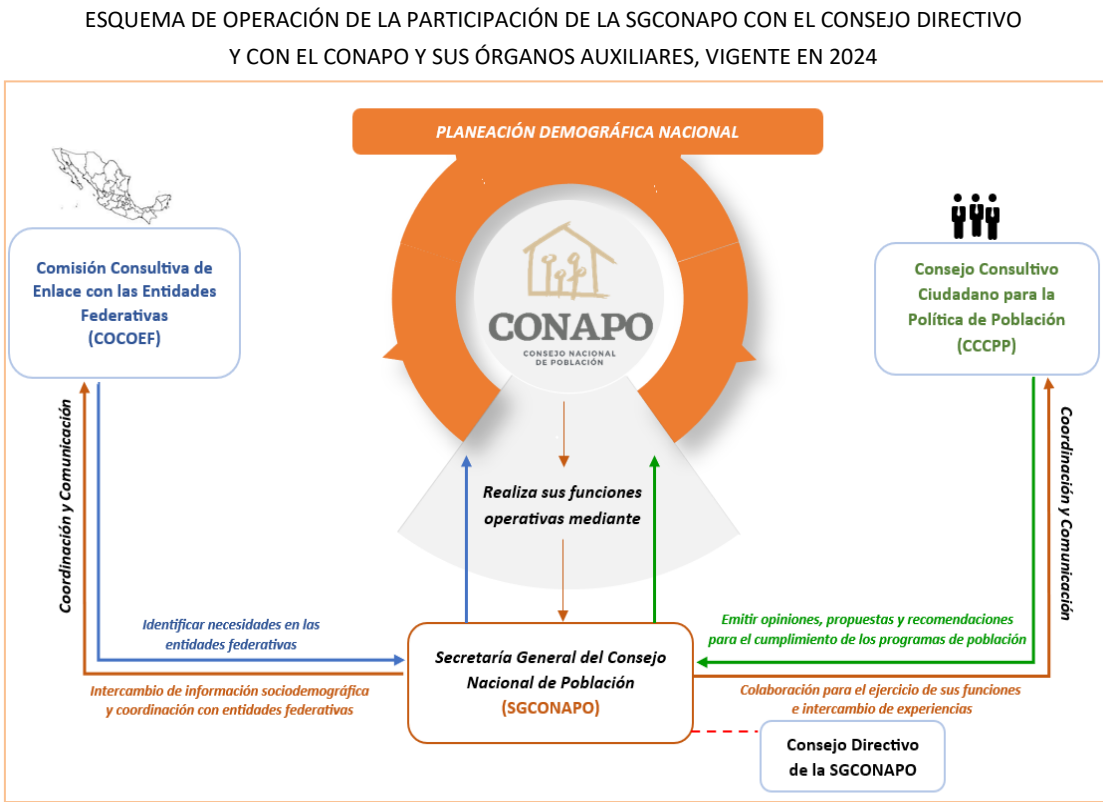 ESQUEMA DE OPERACIÓN DE LA PARTICIPACIÓN DE LA SGCONAPO CON EL CONSEJO DIRECTIVO
Y CON EL CONAPO Y SUS ÓRGANOS AUXILIARES, VIGENTE EN 2024
PLANEACIÓN DEMOGRÁFICA NACIONAL
Comisión Consultiva de
Enlace con las Entidades
Federativas
(COCOEF)
CONAPO
CONSEJO NACIONAL
DE POBLACIÓN
Consejo Consultivo
Ciudadano para la
Política de Población
(CCCPP)
Coordinación y Comunicación
Realiza sus funciones
operativas mediante
Coordinación y Comunicación
Identificar necesidades en las
entidades federativas
Intercambio de información sociodemográfica
y coordinación con entidades federativas
Secretaría General del Consejo
Nacional de Población
(SGCONAPO)
Emitir opiniones, propuestas y recomendaciones
para el cumplimiento de los programas de población
Colaboración para el ejercicio de sus funciones
e intercambio de experiencias
Consejo Directivo
de la SGCONAPO